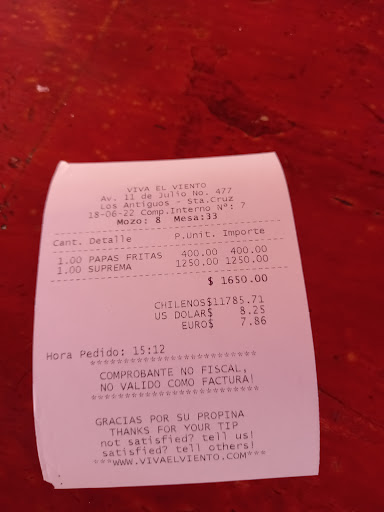 VIVA EL VIENTO
Av. 11 de Julio No. 477
Los Antiguos - Sta.Cruz
18-06-22 Comp.Interno N°: 7
Mozo: 8 Mesa:33
Cant. Detalle P.Unit. Importe
1.00 PAPAS FRITAS 400.00 400.00
1.00 SUPREMA 1250.00 1250.00
$ 1650.00
CHILENOS$11785.71
US DOLAR$ 8.25
EURO$ 7.86
Hora Pedido: 15:12
**************************
COMPROBANTE NO FISCAL,
NO VALIDO COMO FACTURA!
**************************
GRACIAS POR SU PROPINA
THANKS FOR YOUR TIP
not satisfied? tell us!
satisfied? tell others!
***WWW.VIVAELVIENTO.COM***